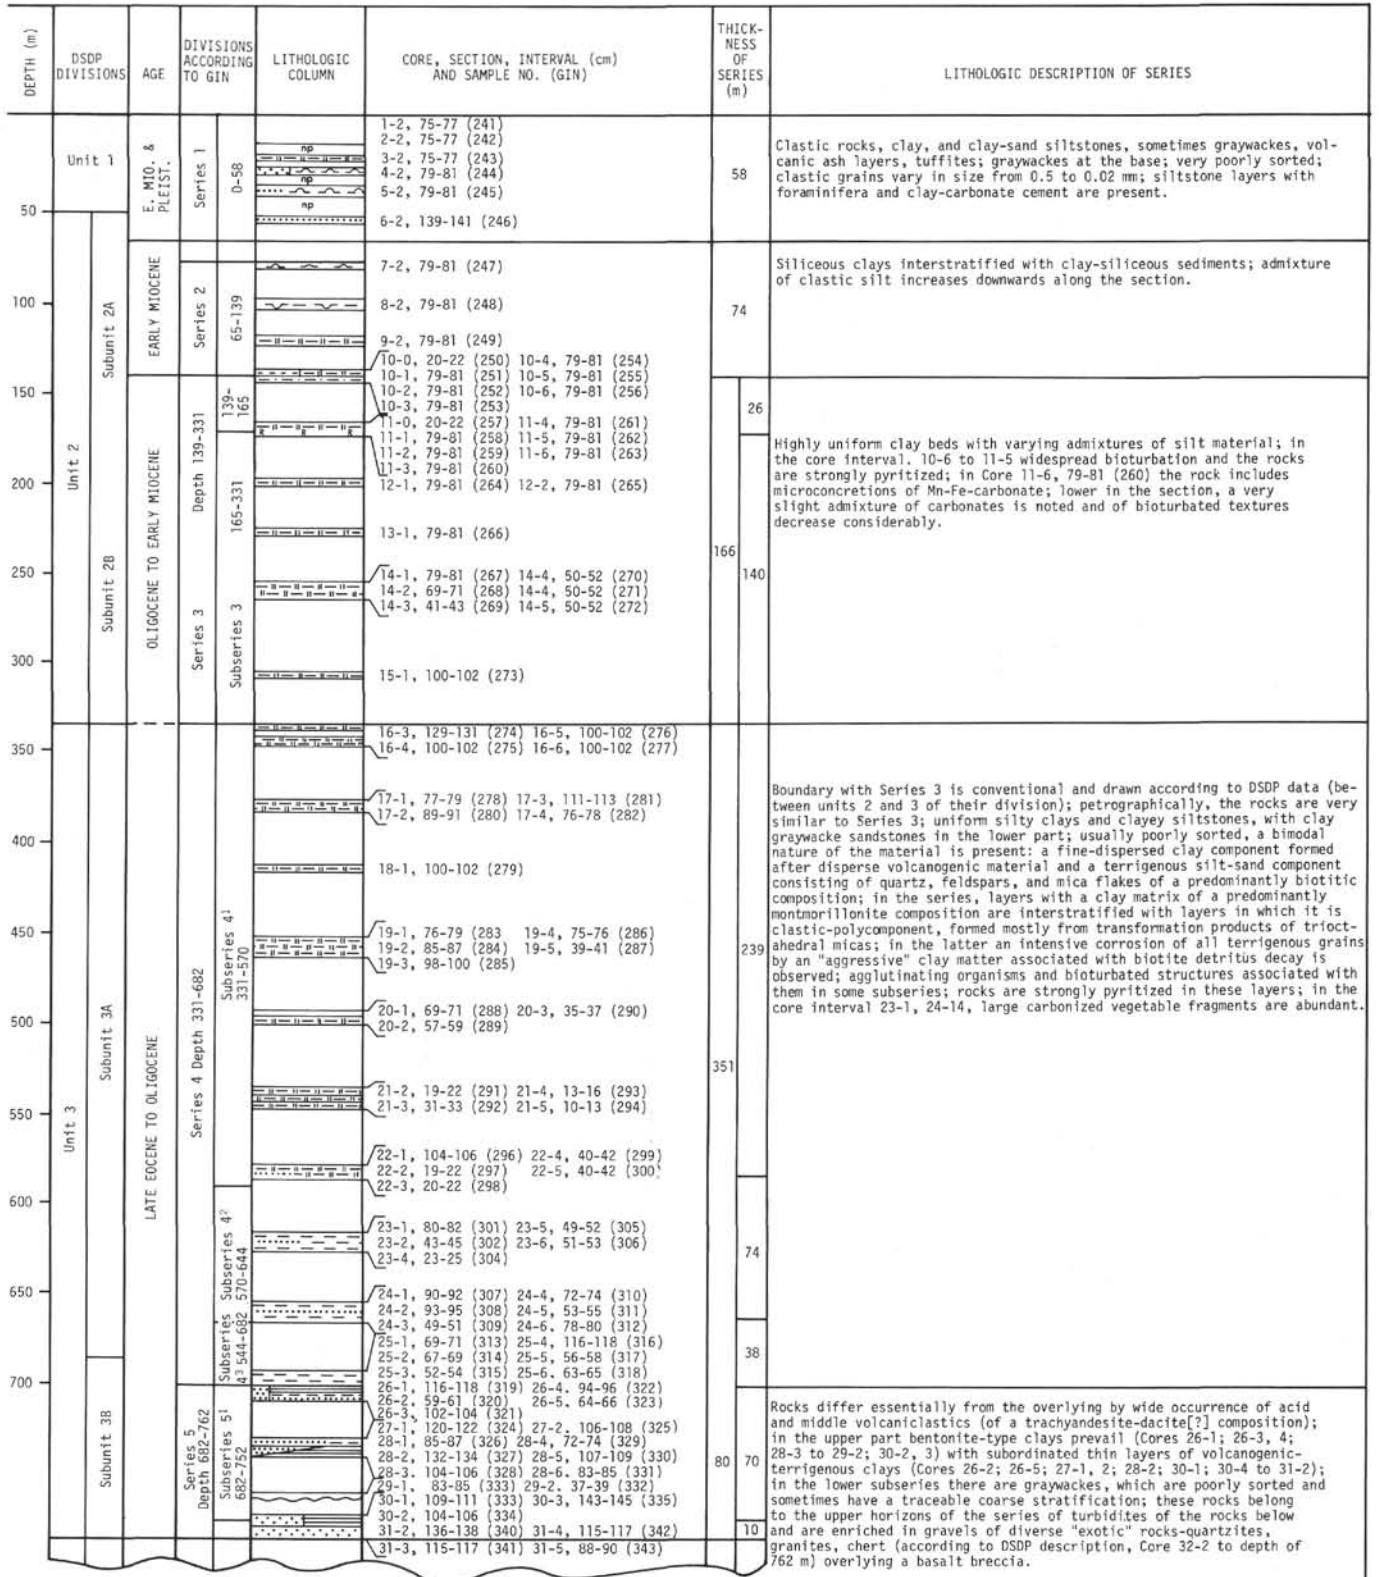 DEPTH (m)
DSDP
DIVISIONS
AGE
DIVISIONS
ACCORDING
TO GIN
LITHOLOGIC
COLUMN
CORE, SECTION, INTERVAL (cm)
AND SAMPLE NO. (GIN)
THICK-
NESS
OF
SERIES
(m)
LITHOLOGIC DESCRIPTION OF SERIES
50
100
150
200
250
300
350
400
450
500
550
600
650
700
Unit 1
Unit 2
Subunit 2A
Subunit 2B
Unit 3
Subunit 3A
Subunit 3B
E. MIO. &
PLEIST.
EARLY MIOCENE
OLIGOCENE TO EARLY MIOCENE
LATE EOCENE TO OLIGOCENE
Series 1
0-58
Series 2
65-139
Series 3
Depth 139-331
139-
165
Subseries 3
165-331
Series 4 Depth 331-682
Subseries 4¹
331-570
Subseries 4²
570-644
Subseries
4³ 544-682
Series 5
Depth 682-762
Subseries 5¹
682-752
np
np
np
R R R
1-2, 75-77 (241)
2-2, 75-77 (242)
3-2, 75-77 (243)
4-2, 79-81 (244)
5-2, 79-81 (245)
6-2, 139-141 (246)
7-2, 79-81 (247)
8-2, 79-81 (248)
9-2, 79-81 (249)
10-0, 20-22 (250) 10-4, 79-81 (254)
10-1, 79-81 (251) 10-5, 79-81 (255)
10-2, 79-81 (252) 10-6, 79-81 (256)
10-3, 79-81 (253)
11-0, 20-22 (257) 11-4, 79-81 (261)
11-1, 79-81 (258) 11-5, 79-81 (262)
11-2, 79-81 (259) 11-6, 79-81 (263)
11-3, 79-81 (260)
12-1, 79-81 (264) 12-2, 79-81 (265)
13-1, 79-81 (266)
14-1, 79-81 (267) 14-4, 50-52 (270)
14-2, 69-71 (268) 14-4, 50-52 (271)
14-3, 41-43 (269) 14-5, 50-52 (272)
15-1, 100-102 (273)
16-3, 129-131 (274) 16-5, 100-102 (276)
16-4, 100-102 (275) 16-6, 100-102 (277)
17-1, 77-79 (278) 17-3, 111-113 (281)
17-2, 89-91 (280) 17-4, 76-78 (282)
18-1, 100-102 (279)
19-1, 76-79 (283 19-4, 75-76 (286)
19-2, 85-87 (284) 19-5, 39-41 (287)
19-3, 98-100 (285)
20-1, 69-71 (288) 20-3, 35-37 (290)
20-2, 57-59 (289)
21-2, 19-22 (291) 21-4, 13-16 (293)
21-3, 31-33 (292) 21-5, 10-13 (294)
22-1, 104-106 (296) 22-4, 40-42 (299)
22-2, 19-22 (297) 22-5, 40-42 (300)
22-3, 20-22 (298)
23-1, 80-82 (301) 23-5, 49-52 (305)
23-2, 43-45 (302) 23-6, 51-53 (306)
23-4, 23-25 (304)
24-1, 90-92 (307) 24-4, 72-74 (310)
24-2, 93-95 (308) 24-5, 53-55 (311)
24-3, 49-51 (309) 24-6, 78-80 (312)
25-1, 69-71 (313) 25-4, 116-118 (316)
25-2, 67-69 (314) 25-5, 56-58 (317)
25-3, 52-54 (315) 25-6, 63-65 (318)
26-1, 116-118 (319) 26-4, 94-96 (322)
26-2, 59-61 (320) 26-5, 64-66 (323)
26-3, 102-104 (321)
27-1, 120-122 (324) 27-2, 106-108 (325)
28-1, 85-87 (326) 28-4, 72-74 (329)
28-2, 132-134 (327) 28-5, 107-109 (330)
28-3, 104-106 (328) 28-6, 83-85 (331)
29-1, 83-85 (333) 29-2, 37-39 (332)
30-1, 109-111 (333) 30-3, 143-145 (335)
30-2, 104-106 (334)
31-2, 136-138 (340) 31-4, 115-117 (342)
31-3, 115-117 (341) 31-5, 88-90 (343)
58
74
166
26
140
351
239
74
38
80
70
10
Clastic rocks, clay, and clay-sand siltstones, sometimes graywackes, vol-
canic ash layers, tuffites; graywackes at the base; very poorly sorted;
clastic grains vary in size from 0.5 to 0.02 mm; siltstone layers with
foraminifera and clay-carbonate cement are present.
Siliceous clays interstratified with clay-siliceous sediments; admixture
of clastic silt increases downwards along the section.
Highly uniform clay beds with varying admixtures of silt material; in
the core interval. 10-6 to 11-5 widespread bioturbation and the rocks
are strongly pyritized; in Core 11-6, 79-81 (260) the rock includes
microconcretions of Mn-Fe-carbonate; lower in the section, a very
slight admixture of carbonates is noted and of bioturbated textures
decrease considerably.
Boundary with Series 3 is conventional and drawn according to DSDP data (be-
tween units 2 and 3 of their division); petrographically, the rocks are very
similar to Series 3; uniform silty clays and clayey siltstones, with clay
graywacke sandstones in the lower part; usually poorly sorted, a bimodal
nature of the material is present: a fine-dispersed clay component formed
after disperse volcanogenic material and a terrigenous silt-sand component
consisting of quartz, feldspars, and mica flakes of a predominantly biotitic
composition; in the series, layers with a clay matrix of a predominantly
montmorillonite composition are interstratified with layers in which it is
clastic-polycomponent, formed mostly from transformation products of trioct-
ahedral micas; in the latter an intensive corrosion of all terrigenous grains
by an "aggressive" clay matter associated with biotite detritus decay is
observed; agglutinating organisms and bioturbated structures associated with
them in some subseries; rocks are strongly pyritized in these layers; in the
core interval 23-1, 24-14, large carbonized vegetable fragments are abundant.
Rocks differ essentially from the overlying by wide occurrence of acid
and middle volcaniclastics (of a trachyandesite-dacite[?] composition);
in the upper part bentonite-type clays prevail (Cores 26-1; 26-3, 4;
28-3 to 29-2; 30-2, 3) with subordinated thin layers of volcanogenic-
terrigenous clays (Cores 26-2; 26-5; 27-1, 2; 28-2; 30-1; 30-4 to 31-2);
in the lower subseries there are graywackes, which are poorly sorted and
sometimes have a traceable coarse stratification; these rocks belong
to the upper horizons of the series of turbidites of the rocks below
and are enriched in gravels of diverse "exotic" rocks-quartzites,
granites, chert (according to DSDP description, Core 32-2 to depth of
762 m) overlying a basalt breccia.